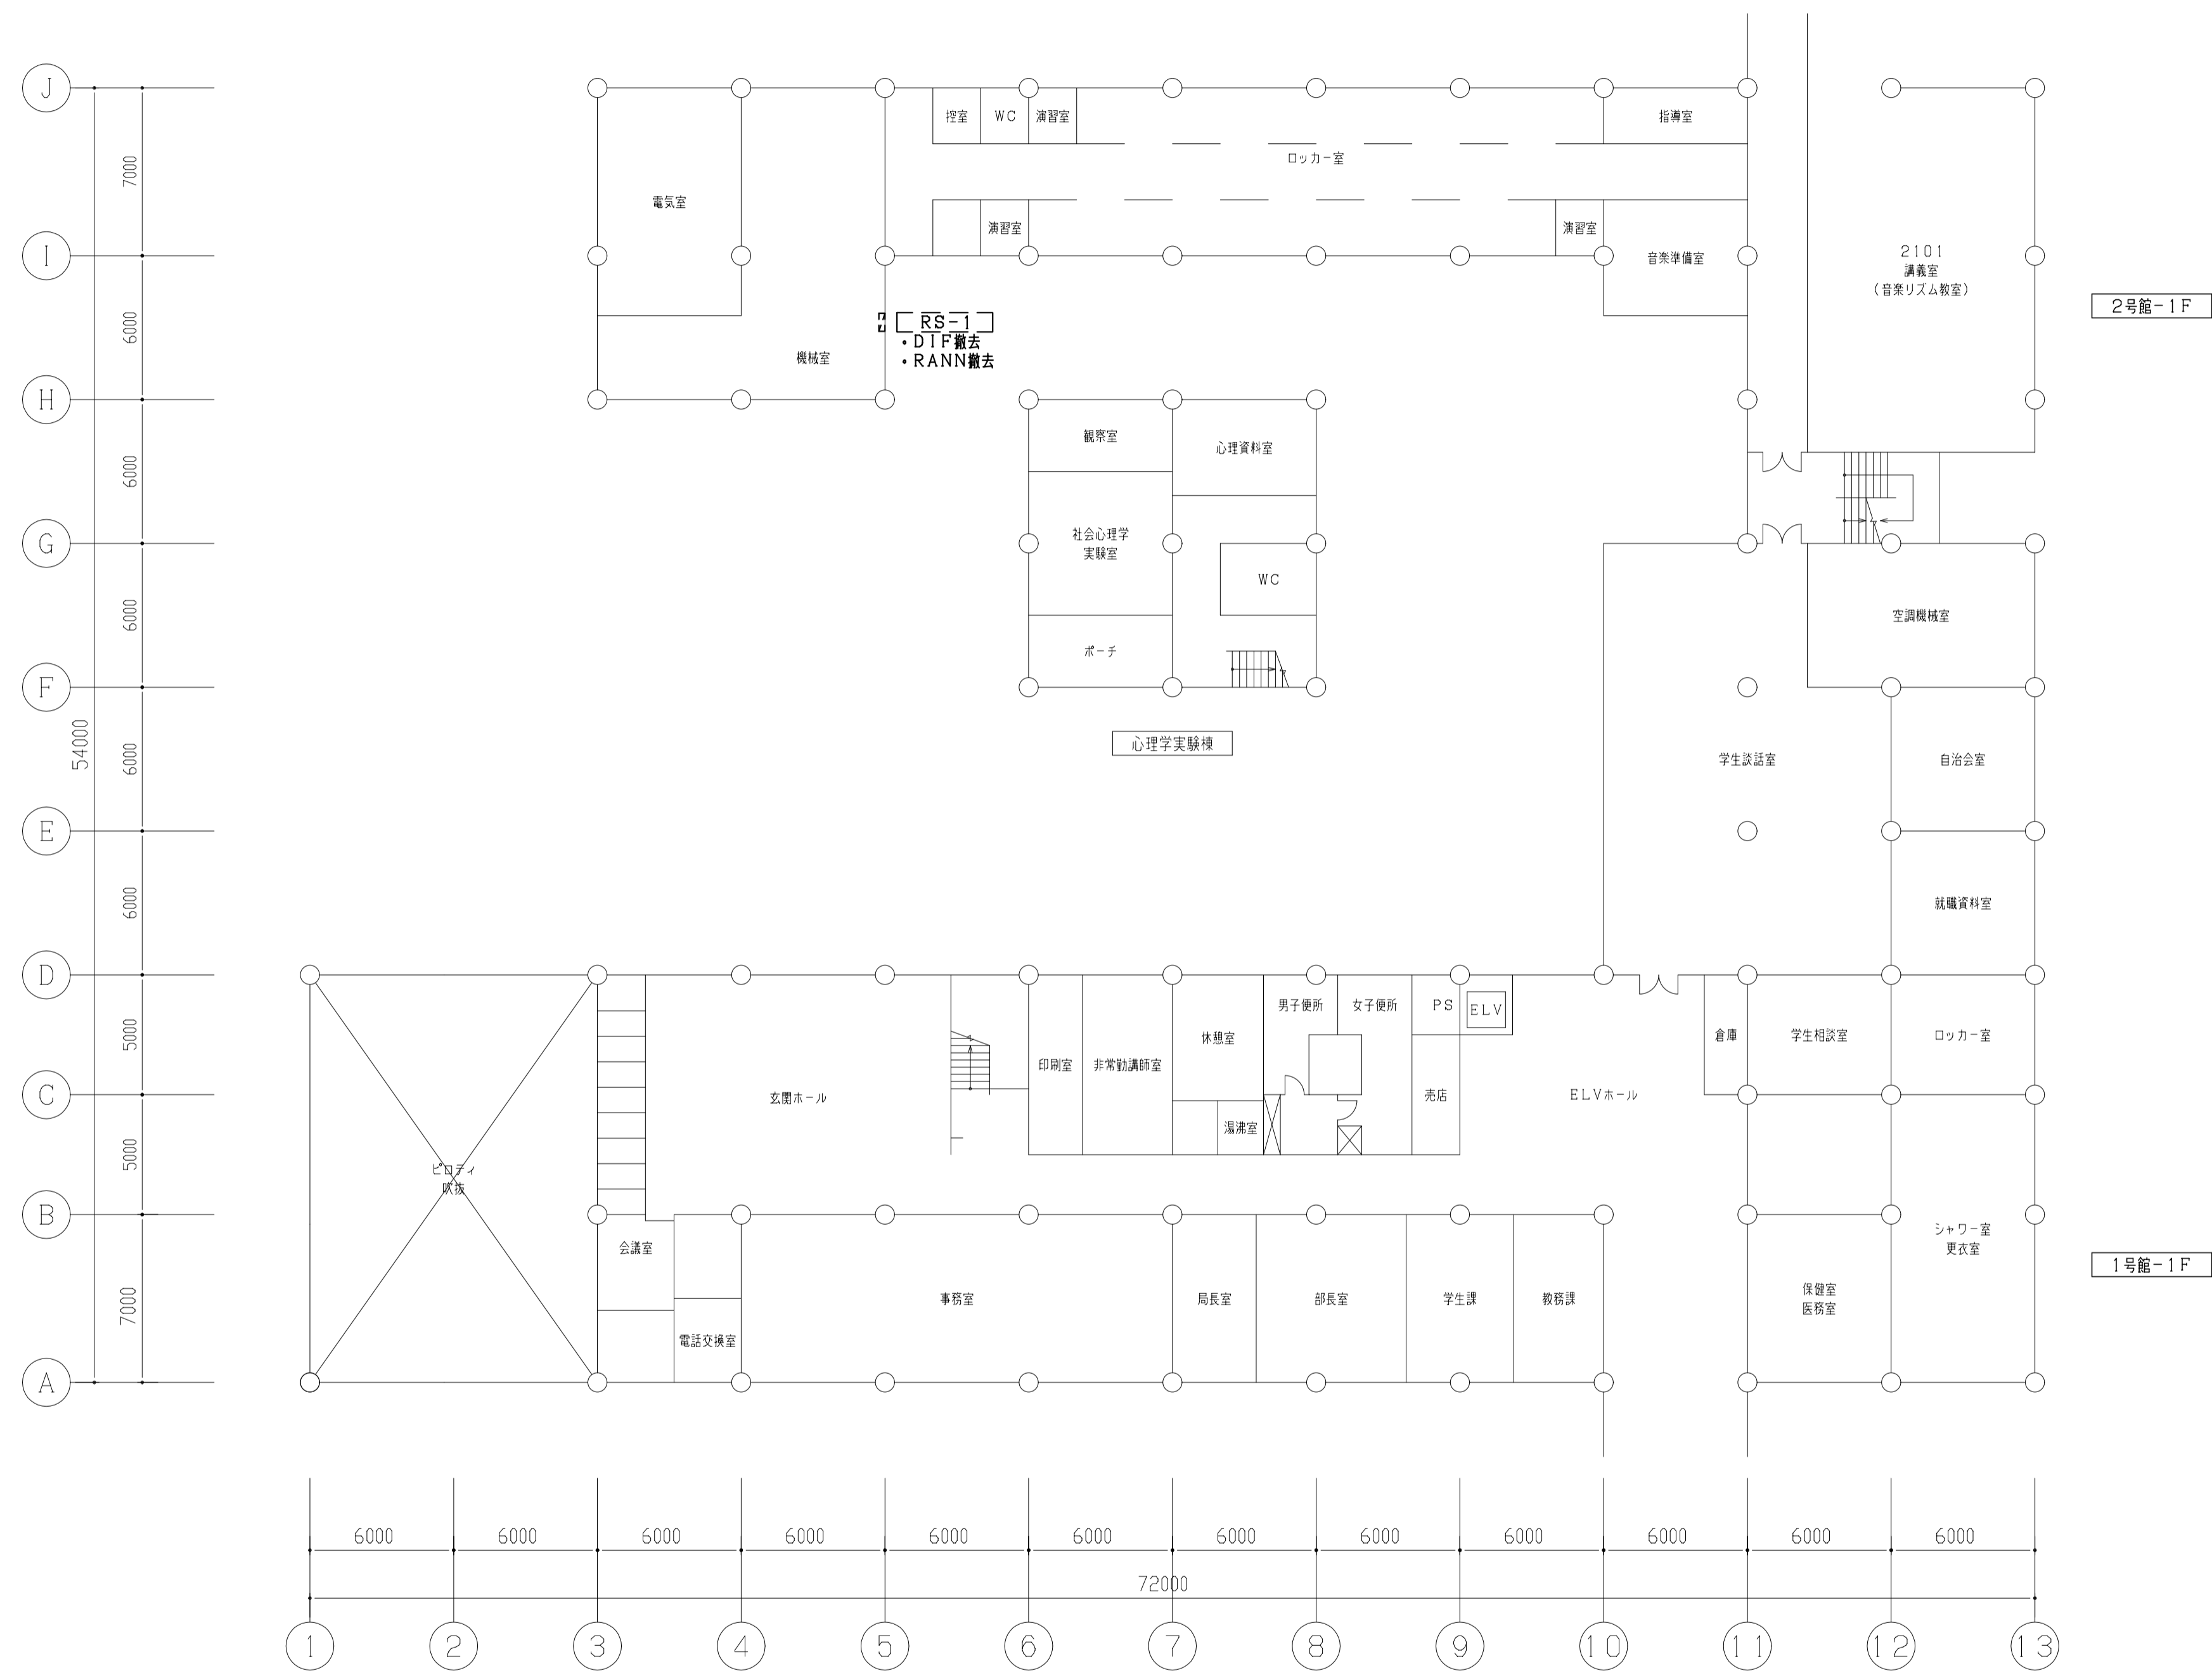 J
7000
I
6000
H
6000
G
6000
F
54000
6000
E
6000
D
5000
C
5000
B
7000
A
控室
WC
演習室
指導室
ロッカー室
電気室
演習室
演習室
音楽準備室
2101
講義室
(音楽リズム教室)
2号館-1F
RS-1
・DIF撤去
・RANN撤去
機械室
観察室
心理資料室
社会心理学
実験室
WC
ポーチ
心理学実験棟
空調機械室
学生談話室
自治会室
就職資料室
男子便所
女子便所
PS
ELV
休憩室
印刷室
非常勤講師室
倉庫
学生相談室
ロッカー室
玄関ホール
湯沸室
売店
ELVホール
ピロティ
吹抜
会議室
シャワー室
更衣室
1号館-1F
事務室
局長室
部長室
学生課
教務課
保健室
医務室
電話交換室
6000 6000 6000 6000 6000 6000 6000 6000 6000 6000 6000 6000
72000
1 2 3 4 5 6 7 8 9 10 11 12 13